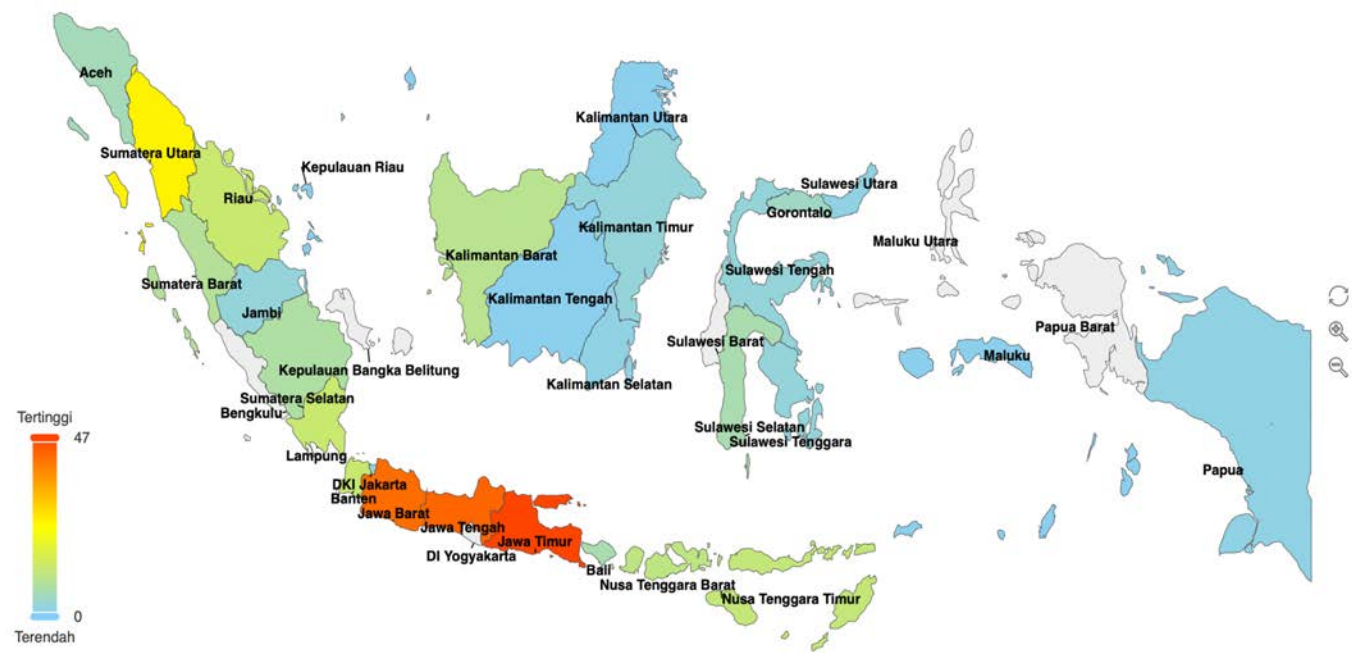 Aceh
Sumatera Utara
Riau
Kepulauan Riau
Sumatera Barat
Jambi
Kepulauan Bangka Belitung
Sumatera Selatan
Bengkulu
Lampung
DKI Jakarta
Banten
Jawa Barat
Jawa Tengah
DI Yogyakarta
Jawa Timur
Bali
Nusa Tenggara Barat
Nusa Tenggara Timur
Kalimantan Utara
Kalimantan Timur
Kalimantan Barat
Kalimantan Tengah
Kalimantan Selatan
Sulawesi Utara
Gorontalo
Sulawesi Tengah
Sulawesi Barat
Sulawesi Selatan
Sulawesi Tenggara
Maluku Utara
Maluku
Papua Barat
Papua
Tertinggi
47
0
Terendah